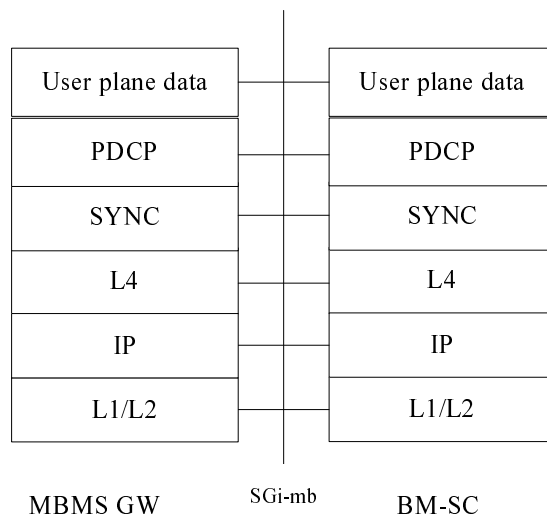 User plane data
User plane data
PDCP
PDCP
SYNC
SYNC
L4
L4
IP
IP
L1/L2
L1/L2
MBMS GW
SGi-mb
BM-SC